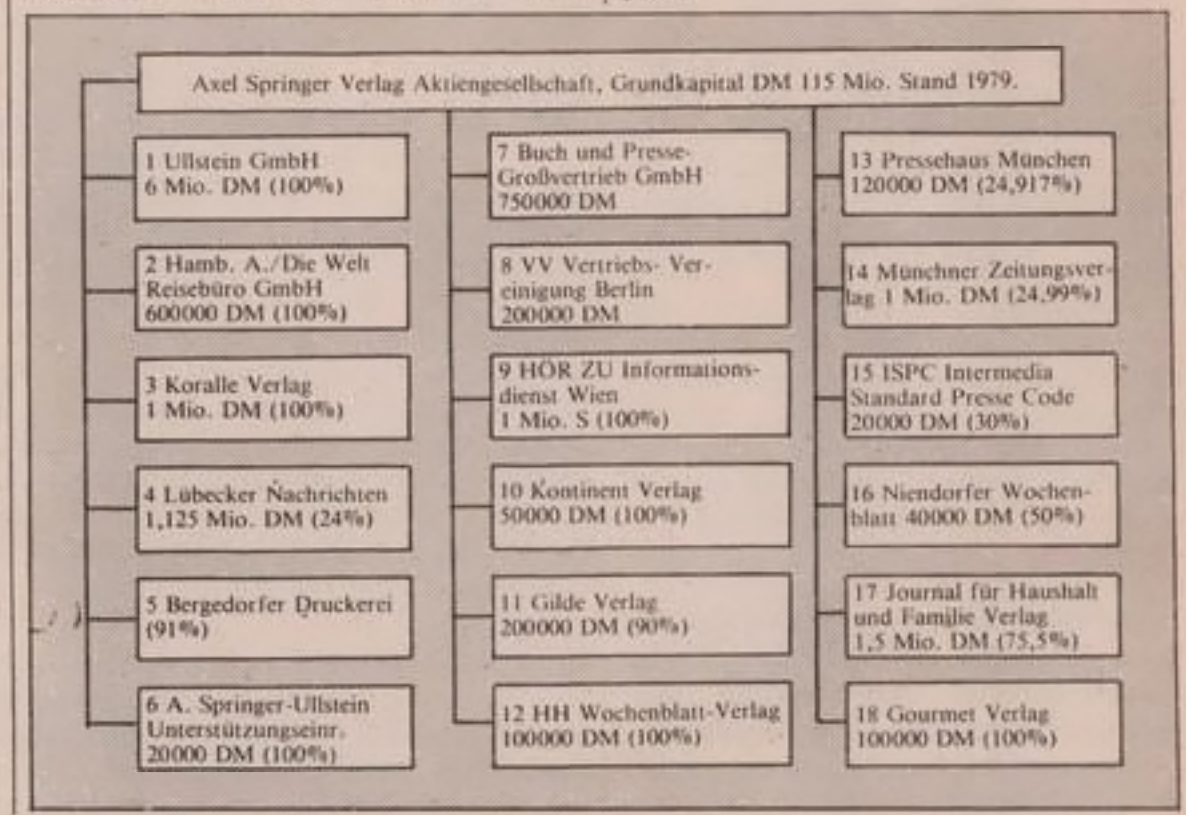 Axel Springer Verlag Aktiengesellschaft, Grundkapital DM 115 Mio. Stand 1979.
1 Ullstein GmbH
6 Mio. DM (100%)
2 Hamb. A./Die Welt
Reisebüro GmbH
600000 DM (100%)
3 Koralle Verlag
1 Mio. DM (100%)
4 Lübecker Nachrichten
1,125 Mio. DM (24%)
5 Bergedorfer Druckerei
(91%)
6 A. Springer-Ullstein
Unterstützungseinr.
20000 DM (100%)
7 Buch und Presse-
Großvertrieb GmbH
750000 DM
8 VV Vertriebs- Ver-
einigung Berlin
200000 DM
9 HÖR ZU Informations-
dienst Wien
1 Mio. S (100%)
10 Kontinent Verlag
50000 DM (100%)
11 Gilde Verlag
200000 DM (90%)
12 HH Wochenblatt-Verlag
100000 DM (100%)
13 Pressehaus München
120000 DM (24,917%)
14 Münchner Zeitungsver-
lag 1 Mio. DM (24,99%)
15 ISPC Intermedia
Standard Presse Code
20000 DM (30%)
16 Niendorfer Wochen-
blatt 40000 DM (50%)
17 Journal für Haushalt
und Familie Verlag
1,5 Mio. DM (75,5%)
18 Gourmet Verlag
100000 DM (100%)